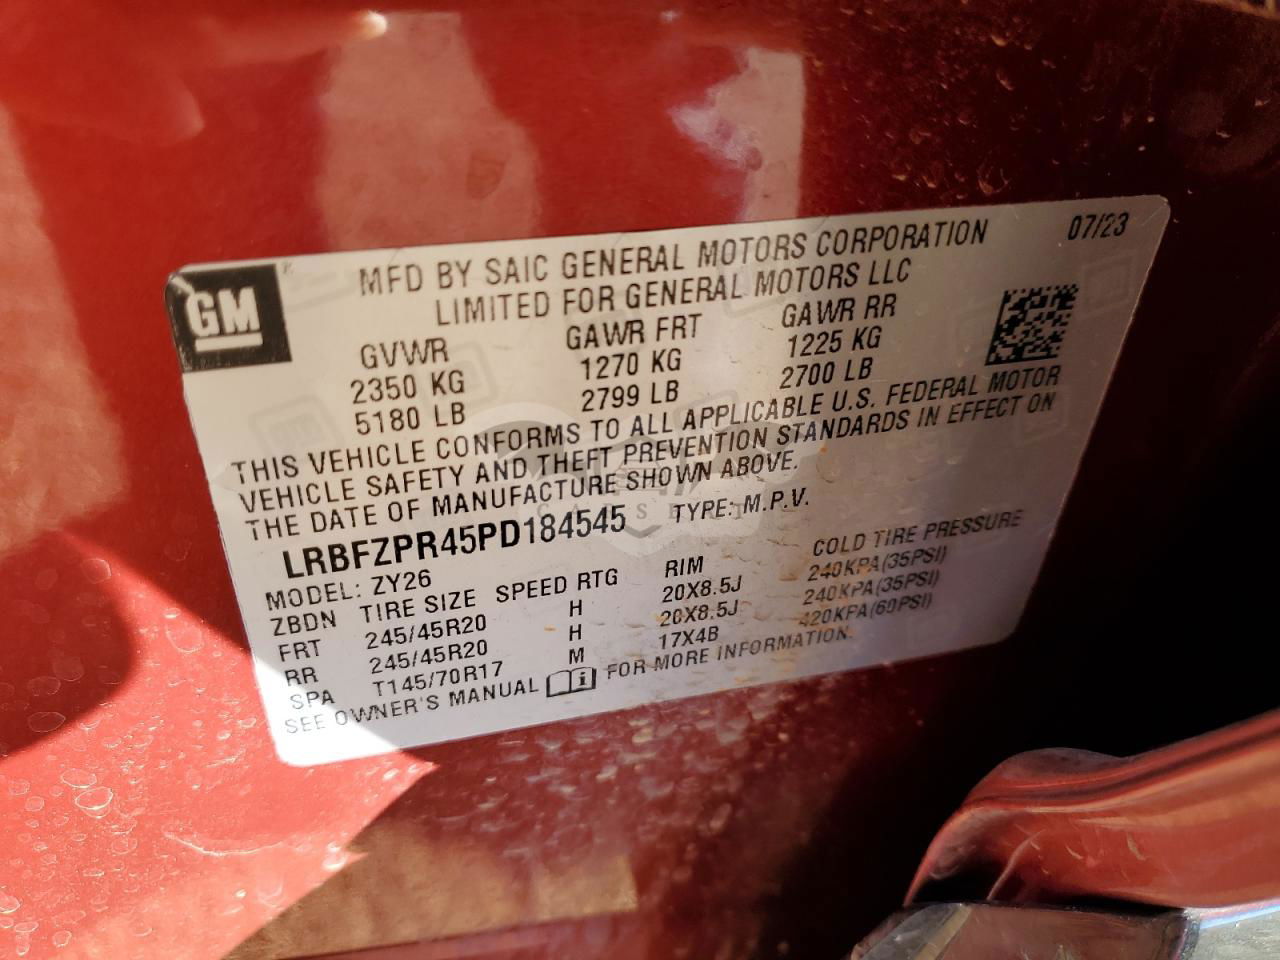 GM
MFD BY SAIC GENERAL MOTORS CORPORATION 07/23
LIMITED FOR GENERAL MOTORS LLC
GVWR GAWR FRT GAWR RR
2350 KG 1270 KG 1225 KG
5180 LB 2799 LB 2700 LB
THIS VEHICLE CONFORMS TO ALL APPLICABLE U.S. FEDERAL MOTOR
VEHICLE SAFETY AND THEFT PREVENTION STANDARDS IN EFFECT ON
THE DATE OF MANUFACTURE SHOWN ABOVE.
LRBFZPR45PD184545 TYPE: M.P.V.
MODEL: ZY26
ZBDN TIRE SIZE SPEED RTG RIM COLD TIRE PRESSURE
FRT 245/45R20 H 20X8.5J 240KPA(35PSI)
RR 245/45R20 H 20X8.5J 240KPA(35PSI)
SPA T145/70R17 M 17X4B 420KPA(60PSI)
SEE OWNER'S MANUAL FOR MORE INFORMATION.